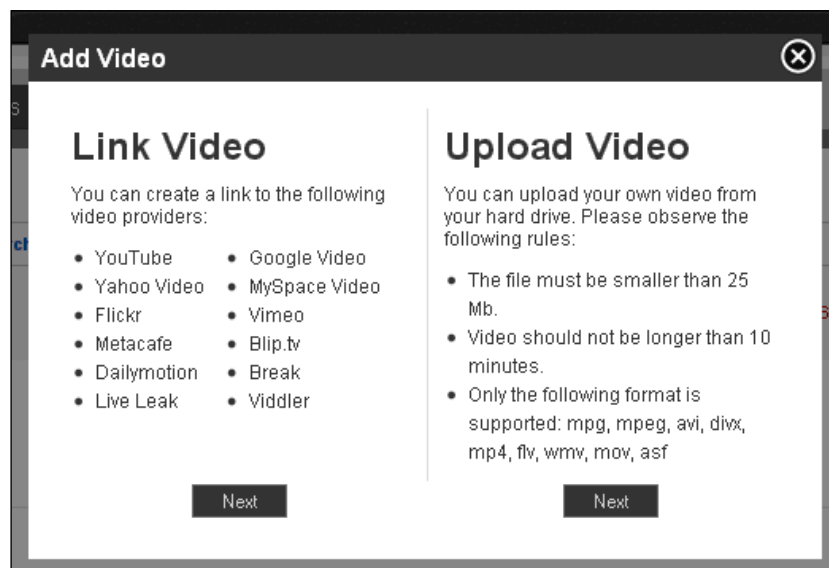 Add Video
Link Video
You can create a link to the following
video providers:
• YouTube
• Yahoo Video
• Flickr
• Metacafe
• Dailymotion
• Live Leak
• Google Video
• MySpace Video
• Vimeo
• Blip.tv
• Break
• Viddler
Next
Upload Video
You can upload your own video from
your hard drive. Please observe the
following rules:
• The file must be smaller than 25
Mb.
• Video should not be longer than 10
minutes.
• Only the following format is
supported: mpg, mpeg, avi, divx,
mp4, flv, wmv, mov, asf
Next